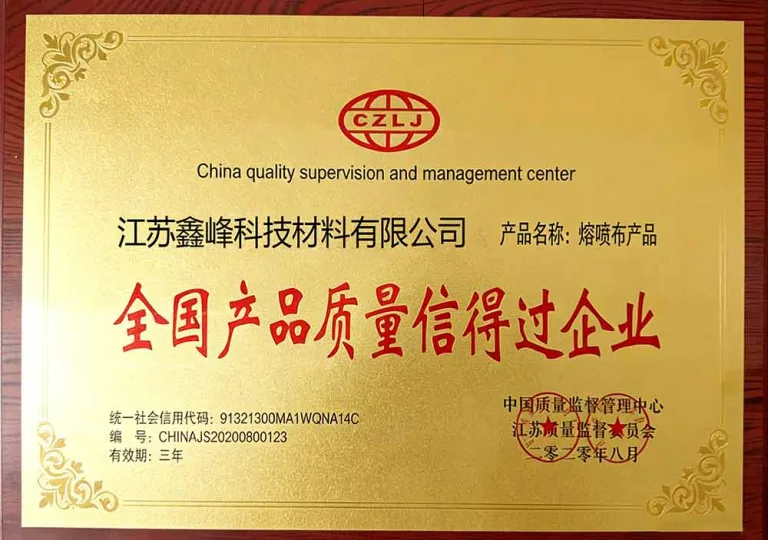 CZLJ
China quality supervision and management center
江苏鑫峰科技材料有限公司 产品名称：熔喷布产品
全国产品质量信得过企业
统一社会信用代码：91321300MA1WQNA14C
编 号：CHINAJS20200800123
有效期：三年
中国质量监督管理中心
江苏质量监督委员会
二零二零年八月